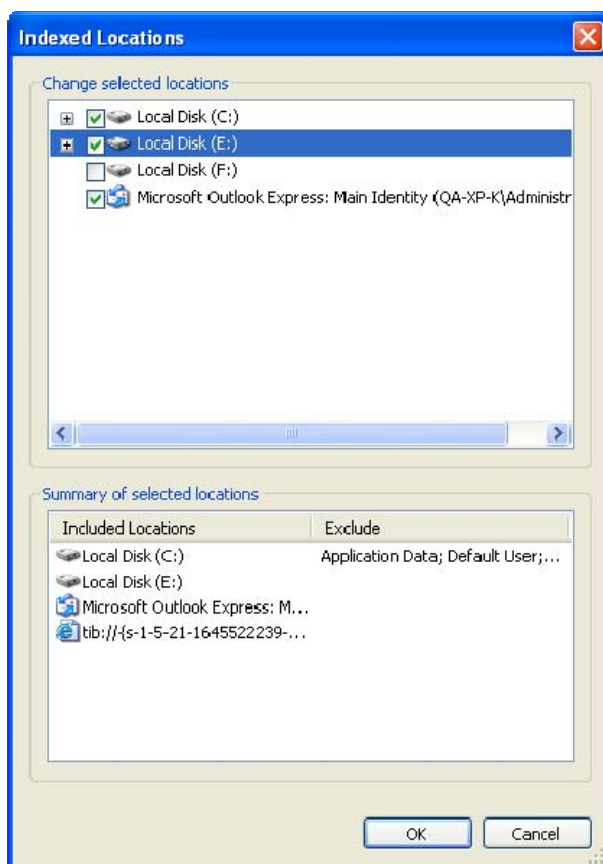 Indexed Locations
Change selected locations
Local Disk (C:)
Local Disk (E:)
Local Disk (F:)
Microsoft Outlook Express: Main Identity (QA-XP-K\Administr
Summary of selected locations
Included Locations Exclude
Local Disk (C:) Application Data; Default User;...
Local Disk (E:)
Microsoft Outlook Express: M...
tib://{s-1-5-21-1645522239-...
OK Cancel